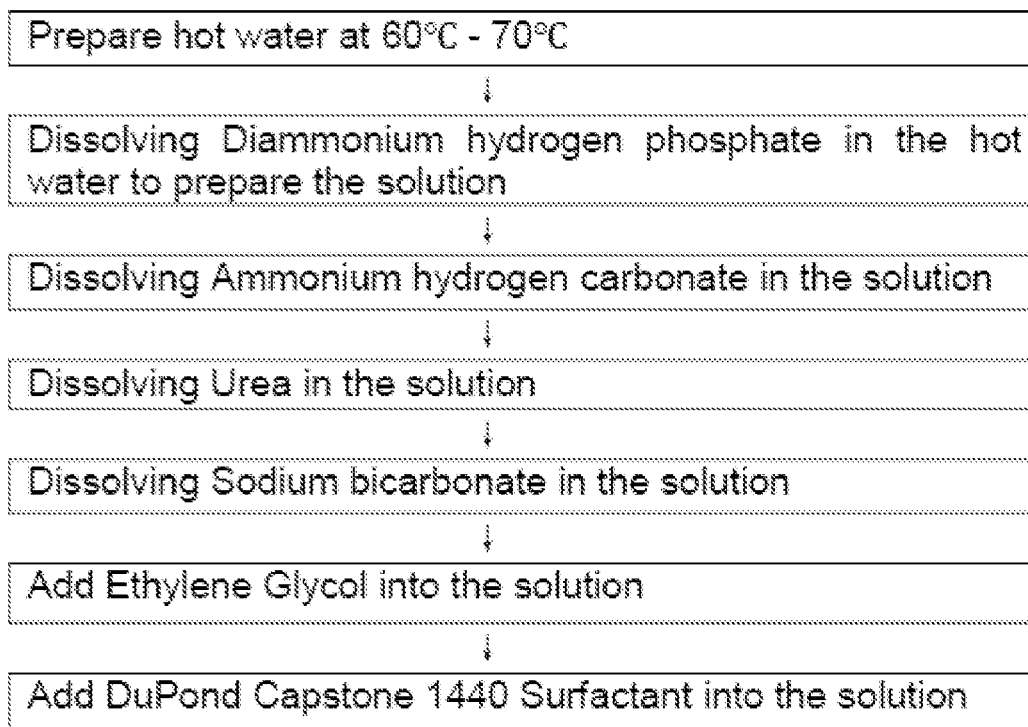 Prepare hot water at 60℃ - 70℃
↓
Dissolving Diammonium hydrogen phosphate in the hot
water to prepare the solution
↓
Dissolving Ammonium hydrogen carbonate in the solution
↓
Dissolving Urea in the solution
↓
Dissolving Sodium bicarbonate in the solution
↓
Add Ethylene Glycol into the solution
↓
Add DuPond Capstone 1440 Surfactant into the solution